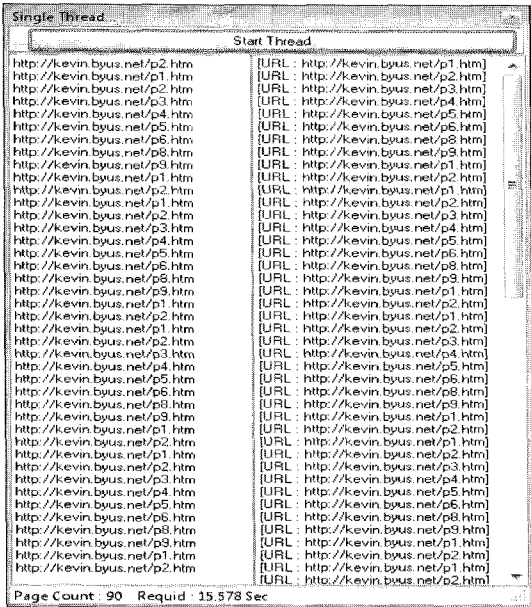 Single Thread
Start Thread
http://kevin.byus.net/p2.htm
http://kevin.byus.net/p1.htm
http://kevin.byus.net/p2.htm
http://kevin.byus.net/p3.htm
http://kevin.byus.net/p4.htm
http://kevin.byus.net/p5.htm
http://kevin.byus.net/p6.htm
http://kevin.byus.net/p8.htm
http://kevin.byus.net/p9.htm
http://kevin.byus.net/p1.htm
http://kevin.byus.net/p2.htm
http://kevin.byus.net/p1.htm
http://kevin.byus.net/p2.htm
http://kevin.byus.net/p3.htm
http://kevin.byus.net/p4.htm
http://kevin.byus.net/p5.htm
http://kevin.byus.net/p6.htm
http://kevin.byus.net/p8.htm
http://kevin.byus.net/p9.htm
http://kevin.byus.net/p1.htm
http://kevin.byus.net/p2.htm
http://kevin.byus.net/p1.htm
http://kevin.byus.net/p2.htm
http://kevin.byus.net/p3.htm
http://kevin.byus.net/p4.htm
http://kevin.byus.net/p5.htm
http://kevin.byus.net/p6.htm
http://kevin.byus.net/p8.htm
http://kevin.byus.net/p9.htm
http://kevin.byus.net/p1.htm
http://kevin.byus.net/p2.htm
http://kevin.byus.net/p1.htm
http://kevin.byus.net/p2.htm
http://kevin.byus.net/p3.htm
http://kevin.byus.net/p4.htm
http://kevin.byus.net/p5.htm
http://kevin.byus.net/p6.htm
http://kevin.byus.net/p8.htm
http://kevin.byus.net/p9.htm
http://kevin.byus.net/p1.htm
http://kevin.byus.net/p2.htm
[URL : http://kevin.byus.net/p1.htm]
[URL : http://kevin.byus.net/p2.htm]
[URL : http://kevin.byus.net/p3.htm]
[URL : http://kevin.byus.net/p4.htm]
[URL : http://kevin.byus.net/p5.htm]
[URL : http://kevin.byus.net/p6.htm]
[URL : http://kevin.byus.net/p8.htm]
[URL : http://kevin.byus.net/p9.htm]
[URL : http://kevin.byus.net/p1.htm]
[URL : http://kevin.byus.net/p2.htm]
[URL : http://kevin.byus.net/p1.htm]
[URL : http://kevin.byus.net/p2.htm]
[URL : http://kevin.byus.net/p3.htm]
[URL : http://kevin.byus.net/p4.htm]
[URL : http://kevin.byus.net/p5.htm]
[URL : http://kevin.byus.net/p6.htm]
[URL : http://kevin.byus.net/p8.htm]
[URL : http://kevin.byus.net/p9.htm]
[URL : http://kevin.byus.net/p1.htm]
[URL : http://kevin.byus.net/p2.htm]
[URL : http://kevin.byus.net/p1.htm]
[URL : http://kevin.byus.net/p2.htm]
[URL : http://kevin.byus.net/p3.htm]
[URL : http://kevin.byus.net/p4.htm]
[URL : http://kevin.byus.net/p5.htm]
[URL : http://kevin.byus.net/p6.htm]
[URL : http://kevin.byus.net/p8.htm]
[URL : http://kevin.byus.net/p9.htm]
[URL : http://kevin.byus.net/p1.htm]
[URL : http://kevin.byus.net/p2.htm]
[URL : http://kevin.byus.net/p1.htm]
[URL : http://kevin.byus.net/p2.htm]
[URL : http://kevin.byus.net/p3.htm]
[URL : http://kevin.byus.net/p4.htm]
[URL : http://kevin.byus.net/p5.htm]
[URL : http://kevin.byus.net/p6.htm]
[URL : http://kevin.byus.net/p8.htm]
[URL : http://kevin.byus.net/p9.htm]
[URL : http://kevin.byus.net/p1.htm]
[URL : http://kevin.byus.net/p2.htm]
[URL : http://kevin.byus.net/p1.htm]
[URL : http://kevin.byus.net/p2.htm]
Page Count : 90 Requid : 15.578 Sec